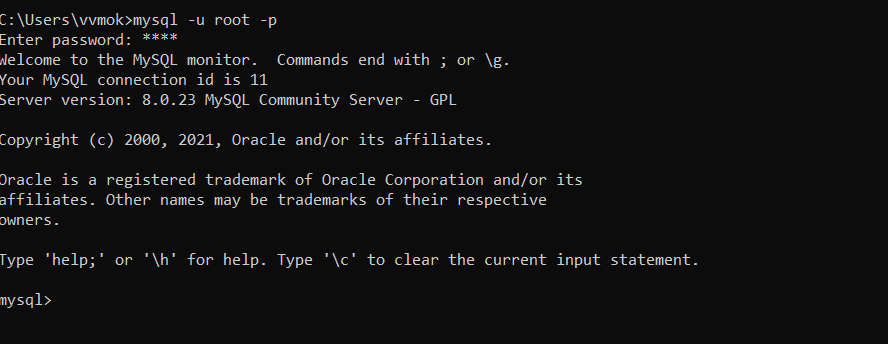 C:\Users\vvmok>mysql -u root -p
Enter password: ****
Welcome to the MySQL monitor.  Commands end with ; or \g.
Your MySQL connection id is 11
Server version: 8.0.23 MySQL Community Server - GPL
Copyright (c) 2000, 2021, Oracle and/or its affiliates.
Oracle is a registered trademark of Oracle Corporation and/or its
affiliates. Other names may be trademarks of their respective
owners.
Type 'help;' or '\h' for help. Type '\c' to clear the current input statement.
mysql>